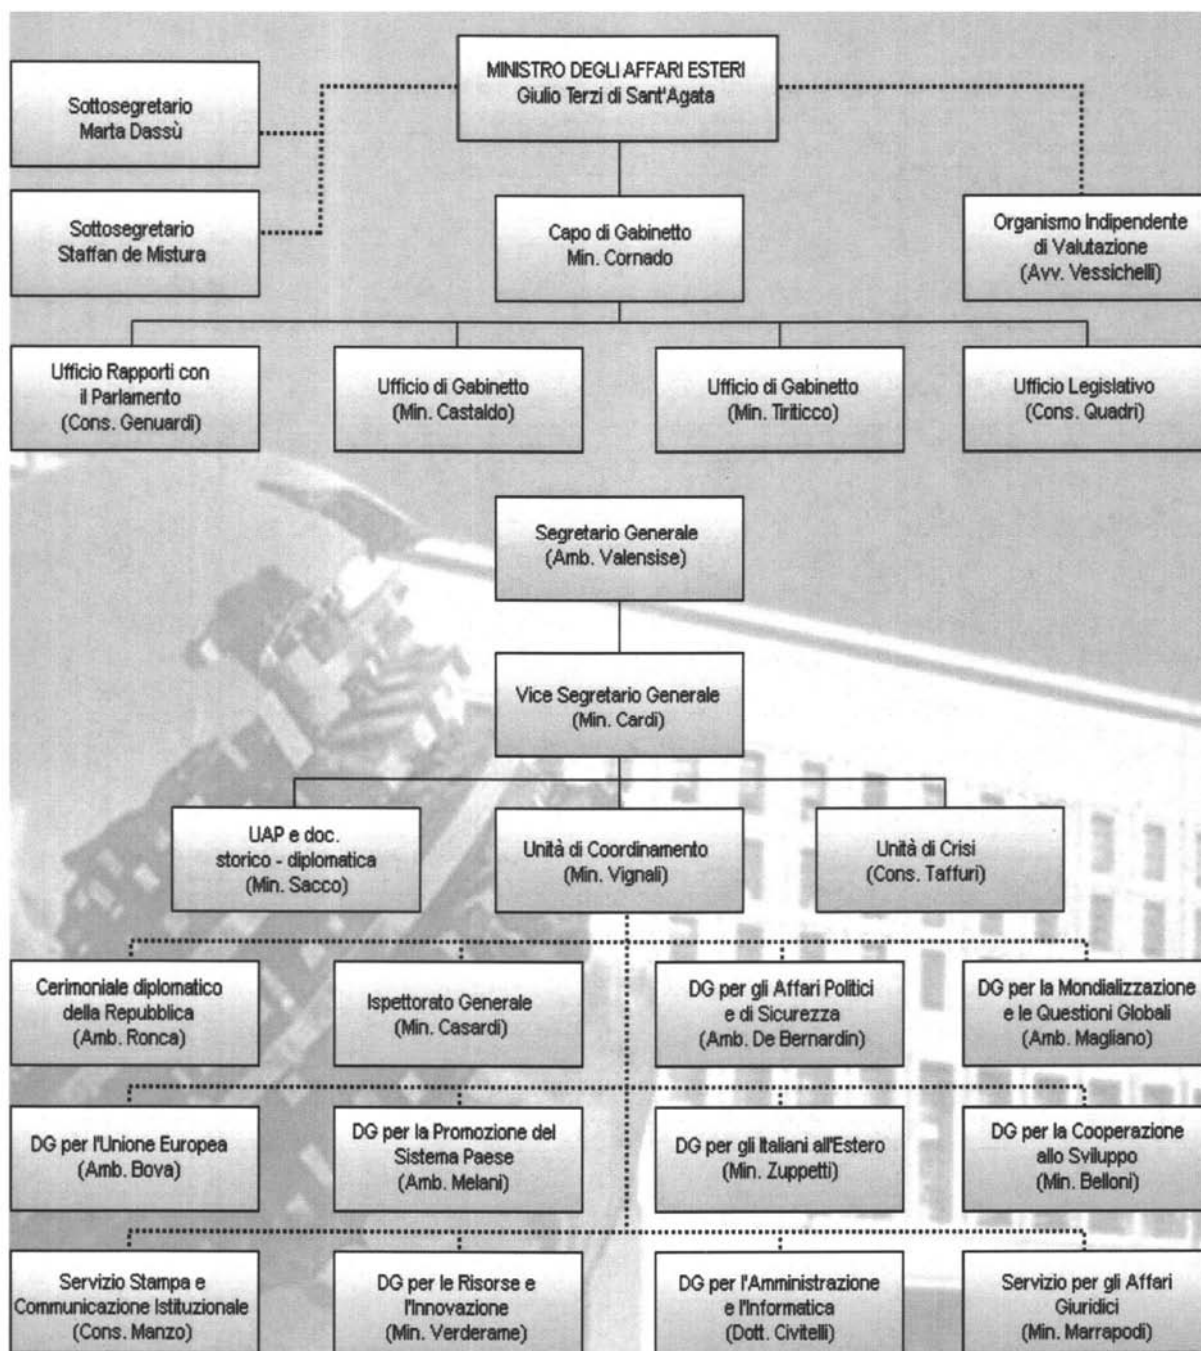 MINISTRO DEGLI AFFARI ESTERI
Giulio Terzi di Sant'Agata
Sottosegretario
Marta Dassù
Sottosegretario
Staffan de Mistura
Capo di Gabinetto
Min. Cornado
Organismo Indipendente
di Valutazione
(Avv. Vessichelli)
Ufficio Rapporti con
il Parlamento
(Cons. Genuardi)
Ufficio di Gabinetto
(Min. Castaldo)
Ufficio di Gabinetto
(Min. Tiriticco)
Ufficio Legislativo
(Cons. Quadri)
Segretario Generale
(Amb. Valensise)
Vice Segretario Generale
(Min. Cardi)
UAP e doc.
storico - diplomatica
(Min. Sacco)
Unità di Coordinamento
(Min. Vignali)
Unità di Crisi
(Cons. Taffuri)
Cerimoniale diplomatico
della Repubblica
(Amb. Ronca)
Ispettorato Generale
(Min. Casardi)
DG per gli Affari Politici
e di Sicurezza
(Amb. De Bernardin)
DG per la Mondializzazione
e le Questioni Globali
(Amb. Magliano)
DG per l'Unione Europea
(Amb. Bova)
DG per la Promozione del
Sistema Paese
(Amb. Melani)
DG per gli Italiani all'Estero
(Min. Zuppetti)
DG per la Cooperazione
allo Sviluppo
(Min. Belloni)
Servizio Stampa e
Communicazione Istituzionale
(Cons. Manzo)
DG per le Risorse e
l'Innovazione
(Min. Verderame)
DG per l'Amministrazione
e l'Informatica
(Dott. Civitelli)
Servizio per gli Affari
Giuridici
(Min. Marrapodi)